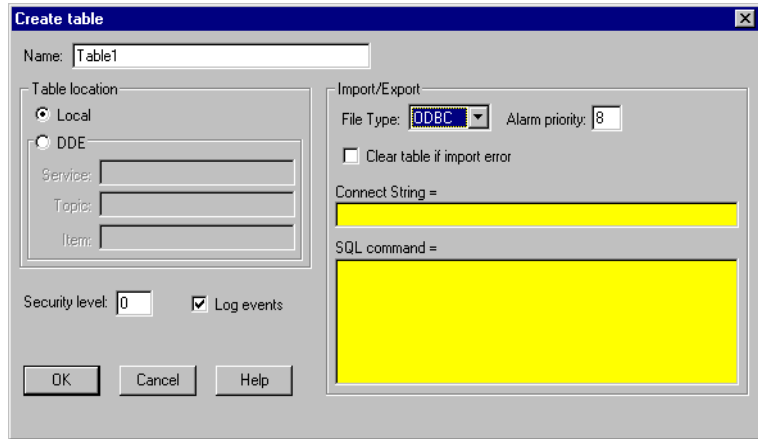 Create table
Name: Table1
Table location
Local
DDE
Service:
Topic:
Item:
Security level: 0
Log events
OK Cancel Help
Import/Export
File Type: ODBC Alarm priority: 8
Clear table if import error
Connect String =
SQL command =